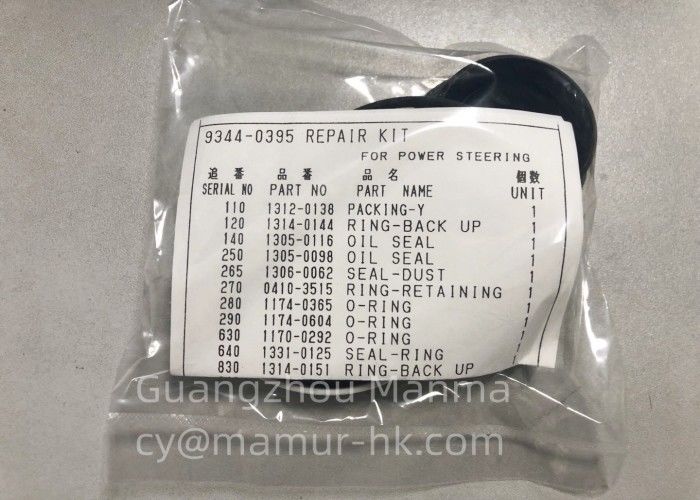 9344-0395 REPAIR KIT
FOR POWER STEERING
追番 品番 品名 個数
SERIAL NO PART NO PART NAME UNIT
110 1312-0138 PACKING-Y 1
120 1314-0144 RING-BACK UP 1
140 1305-0116 OIL SEAL 1
250 1305-0098 OIL SEAL 1
265 1306-0062 SEAL-DUST 1
270 0410-3515 RING-RETAINING 1
280 1174-0365 O-RING 1
290 1174-0604 O-RING 1
630 1170-0292 O-RING 1
640 1331-0125 SEAL-RING 1
830 1314-0151 RING-BACK UP 1
Guangzhou Mamma
cy@mamur-hk.com